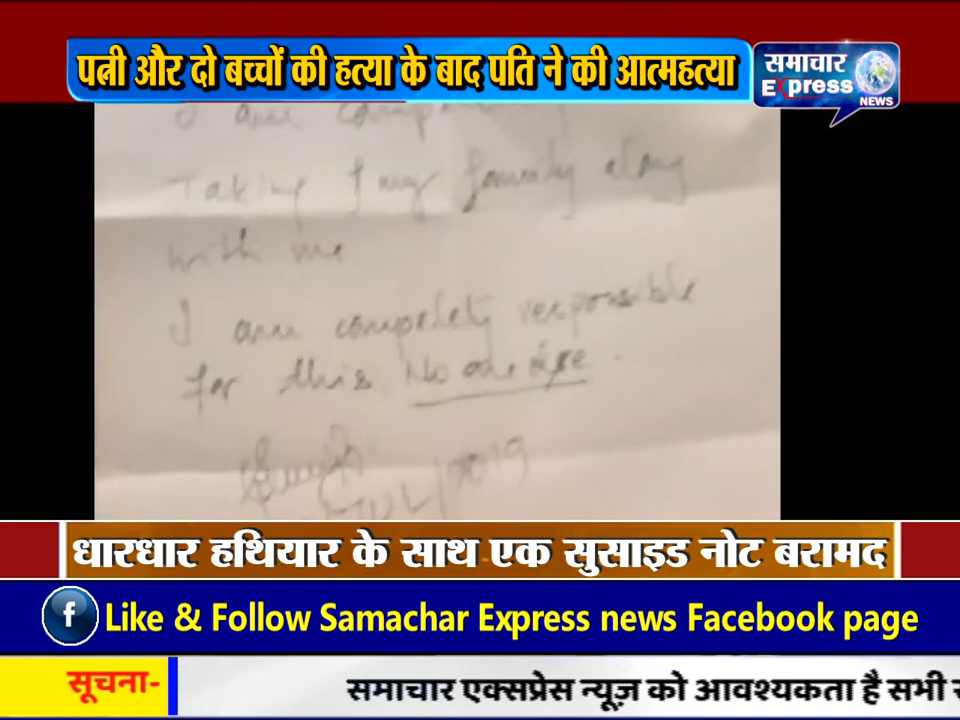 पत्नी और दो बच्चों की हत्या के बाद पति ने की आत्महत्या
समाचार
Express
NEWS
I am
Taking my family along
with me
I am completely responsible
for this No one
2019
धारधार हथियार के साथ एक सुसाइड नोट बरामद
f
Like & Follow Samachar Express news Facebook page
सूचना-
समाचार एक्सप्रेस न्यूज़ को आवश्यकता है सभी